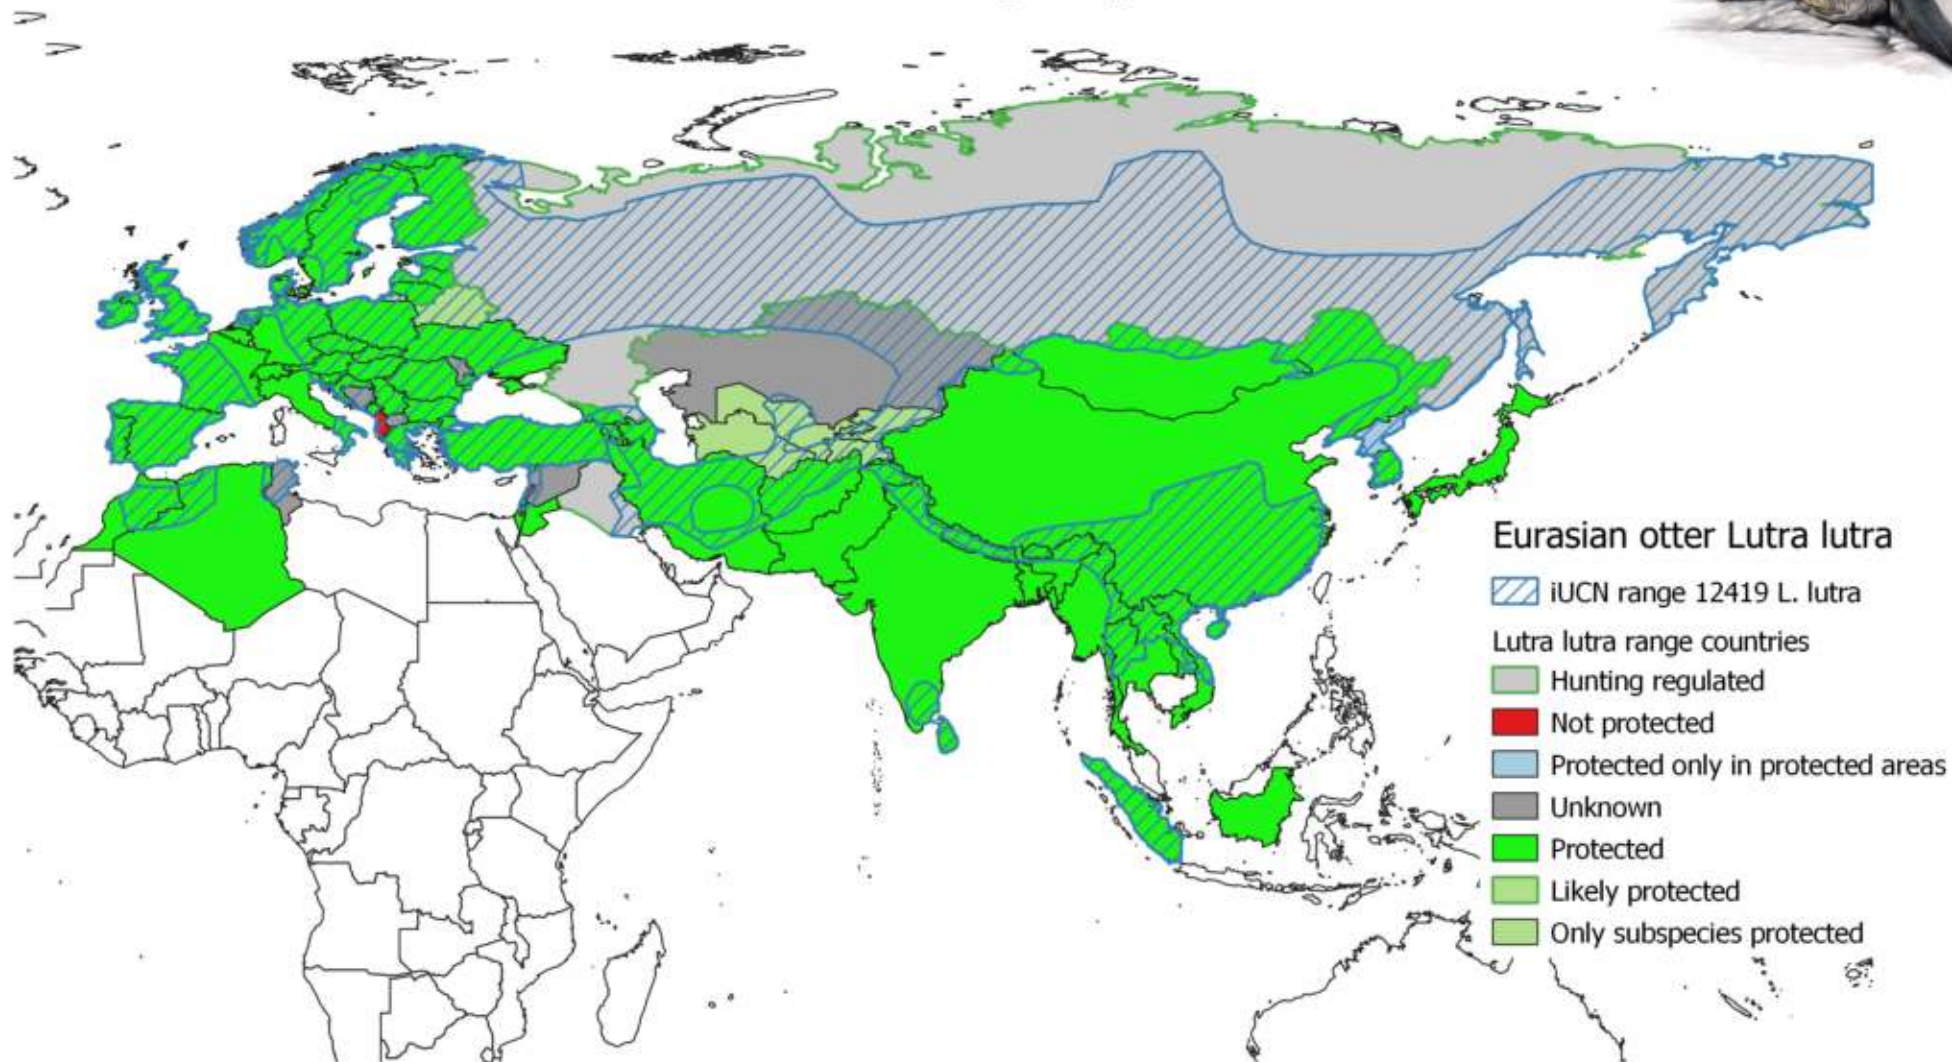 Eurasian otter Lutra lutra
iUCN range 12419 L. lutra
Lutra lutra range countries
Hunting regulated
Not protected
Protected only in protected areas
Unknown
Protected
Likely protected
Only subspecies protected